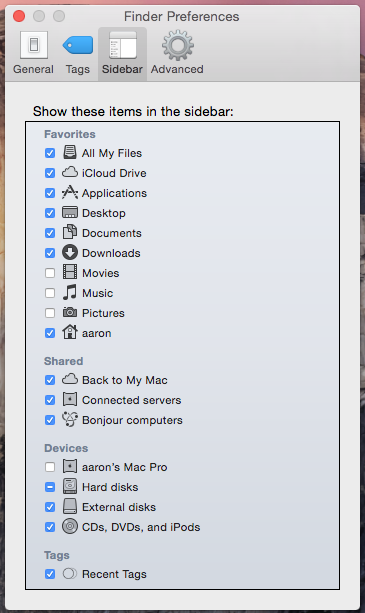 Finder Preferences
General Tags Sidebar Advanced
Show these items in the sidebar:
Favorites
All My Files
iCloud Drive
Applications
Desktop
Documents
Downloads
Movies
Music
Pictures
aaron
Shared
Back to My Mac
Connected servers
Bonjour computers
Devices
aaron's Mac Pro
Hard disks
External disks
CDs, DVDs, and iPods
Tags
Recent Tags